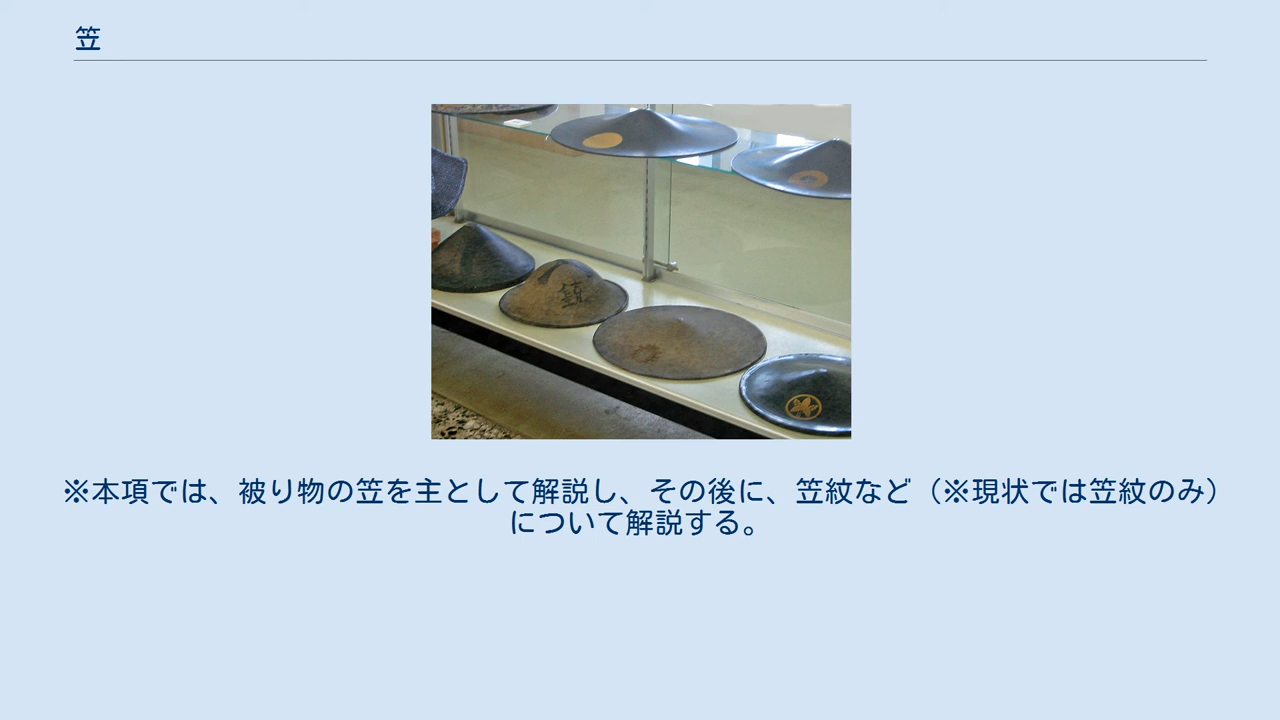 笠
※本項では、被り物の笠を主として解説し、その後に、笠紋など（※現状では笠紋のみ）
について解説する。